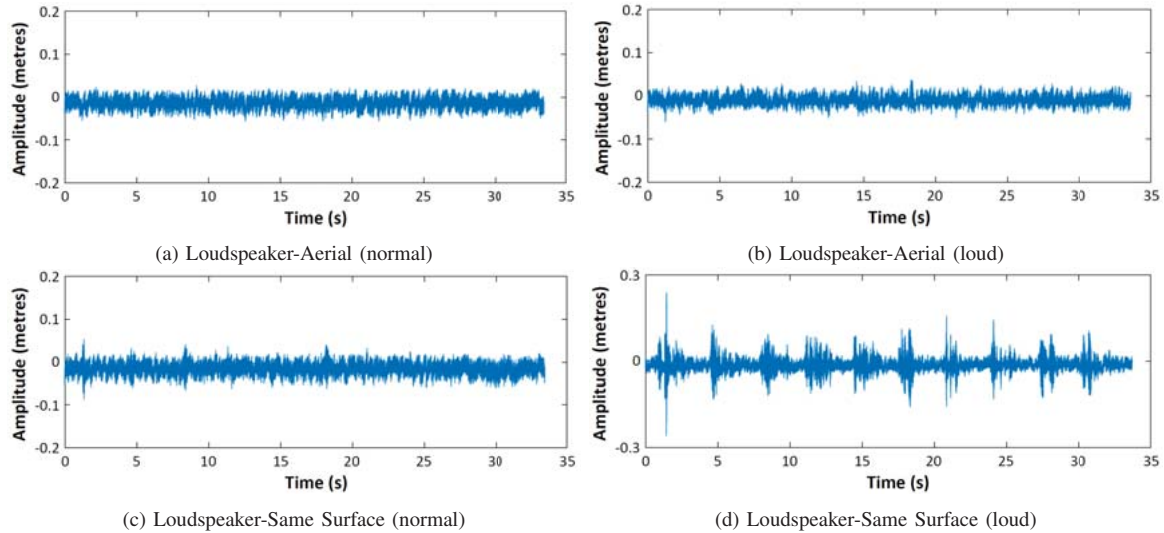 0.2
0.1
0
-0.1
-0.2
Amplitude (metres)
0 5 10 15 20 25 30 35
Time (s)
(a) Loudspeaker-Aerial (normal)
0.2
0.1
0
-0.1
-0.2
Amplitude (metres)
0 5 10 15 20 25 30 35
Time (s)
(b) Loudspeaker-Aerial (loud)
0.2
0.1
0
-0.1
-0.2
Amplitude (metres)
0 5 10 15 20 25 30 35
Time (s)
(c) Loudspeaker-Same Surface (normal)
0.3
0
-0.3
Amplitude (metres)
0 5 10 15 20 25 30 35
Time (s)
(d) Loudspeaker-Same Surface (loud)